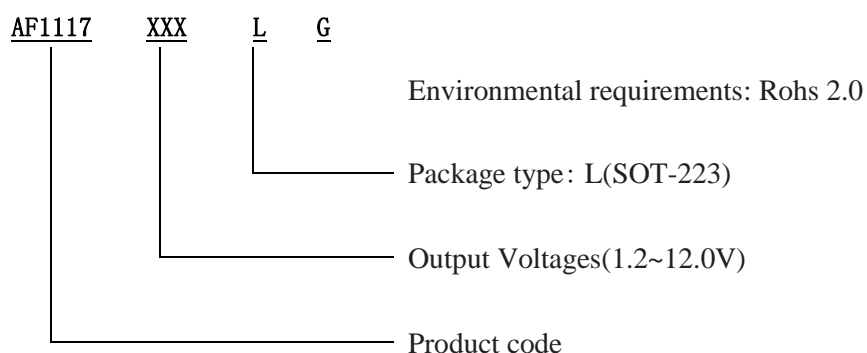 AF1117 XXX L G
Environmental requirements: Rohs 2.0
Package type: L(SOT-223)
Output Voltages(1.2~12.0V)
Product code